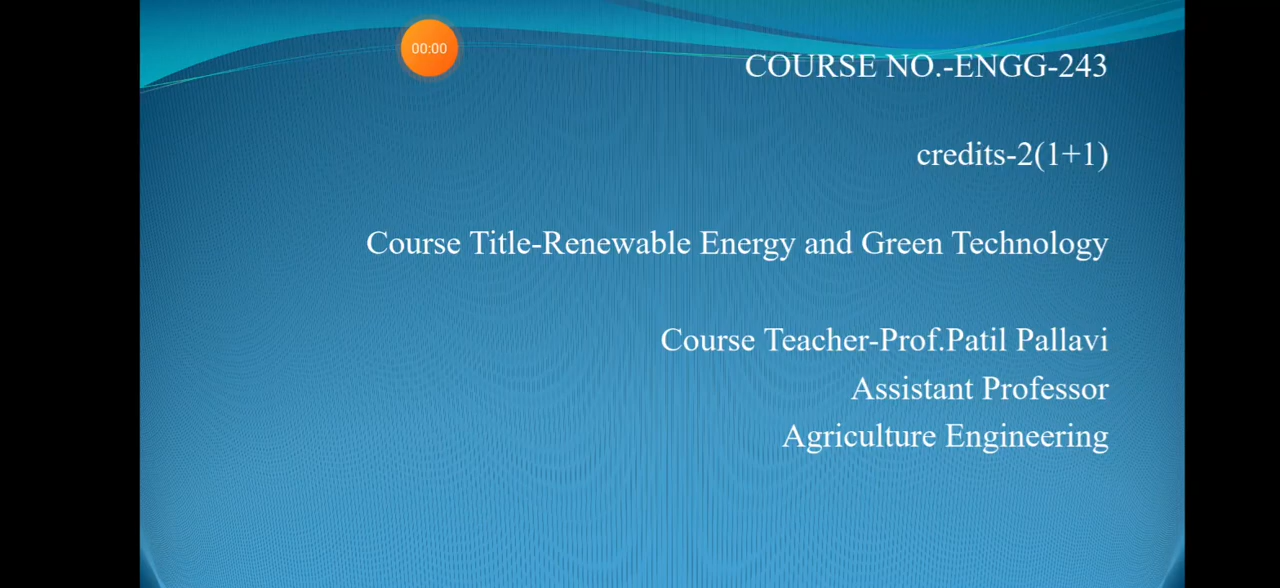 00:00
COURSE NO.-ENGG-243
credits-2(1+1)
Course Title-Renewable Energy and Green Technology
Course Teacher-Prof.Patil Pallavi
Assistant Professor
Agriculture Engineering